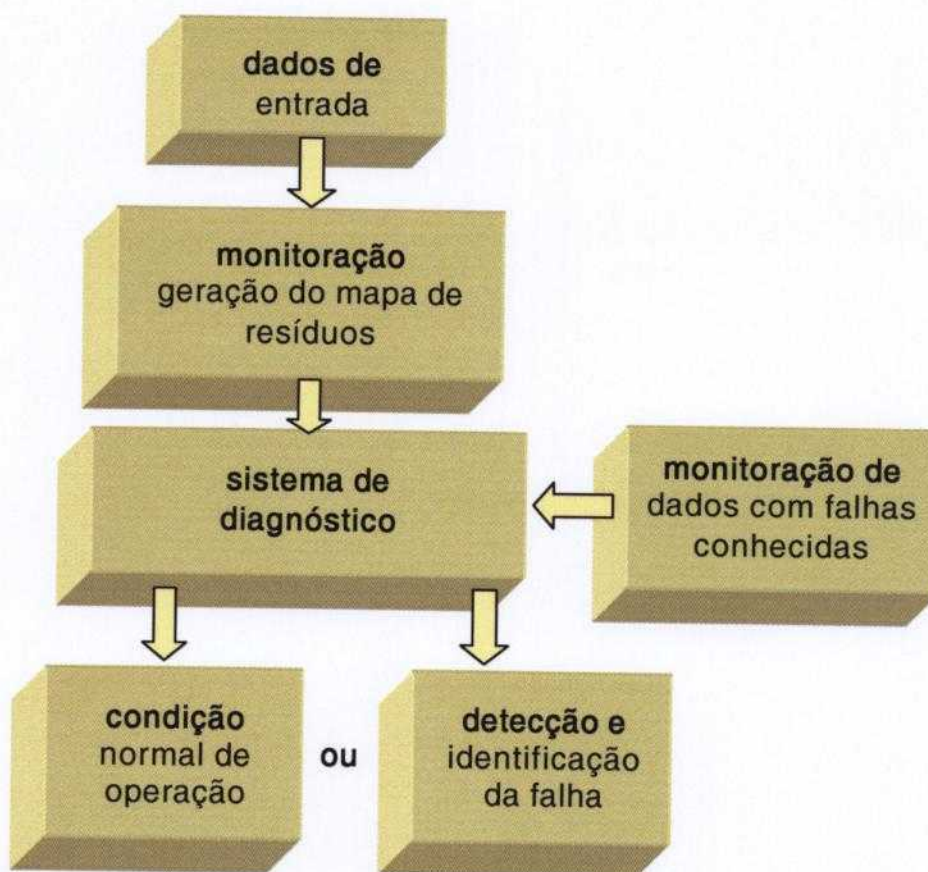 dados de
entrada
monitoração
geração do mapa de
resíduos
sistema de
diagnóstico
monitoração de
dados com falhas
conhecidas
condição
normal de
operação
ou
detecção e
identificação
da falha